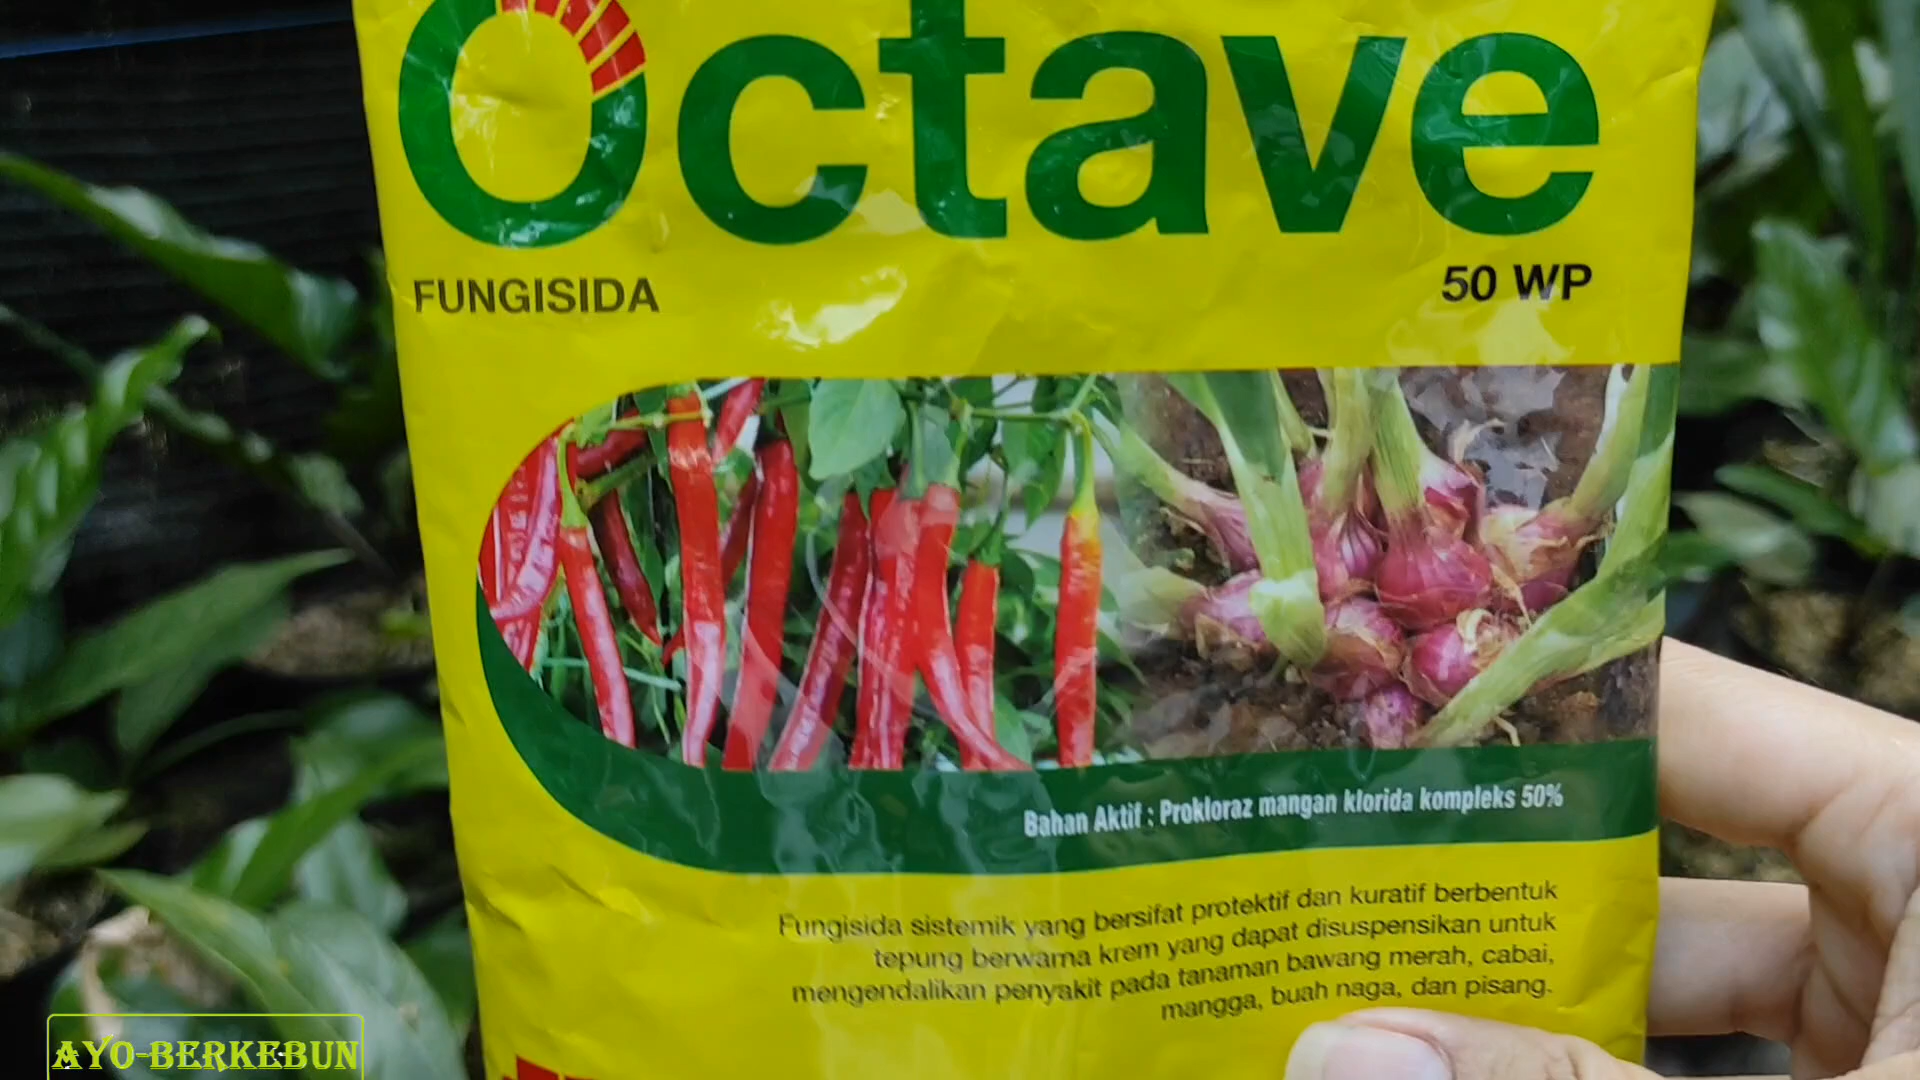 Octave
FUNGISIDA
50 WP
Bahan Aktif : Prokloraz mangan klorida kompleks 50%
Fungisida sistemik yang bersifat protektif dan kuratif berbentuk
tepung berwarna krem yang dapat disuspensikan untuk
mengendalikan penyakit pada tanaman bawang merah, cabai,
mangga, buah naga, dan pisang.
AYO-BERKEBUN